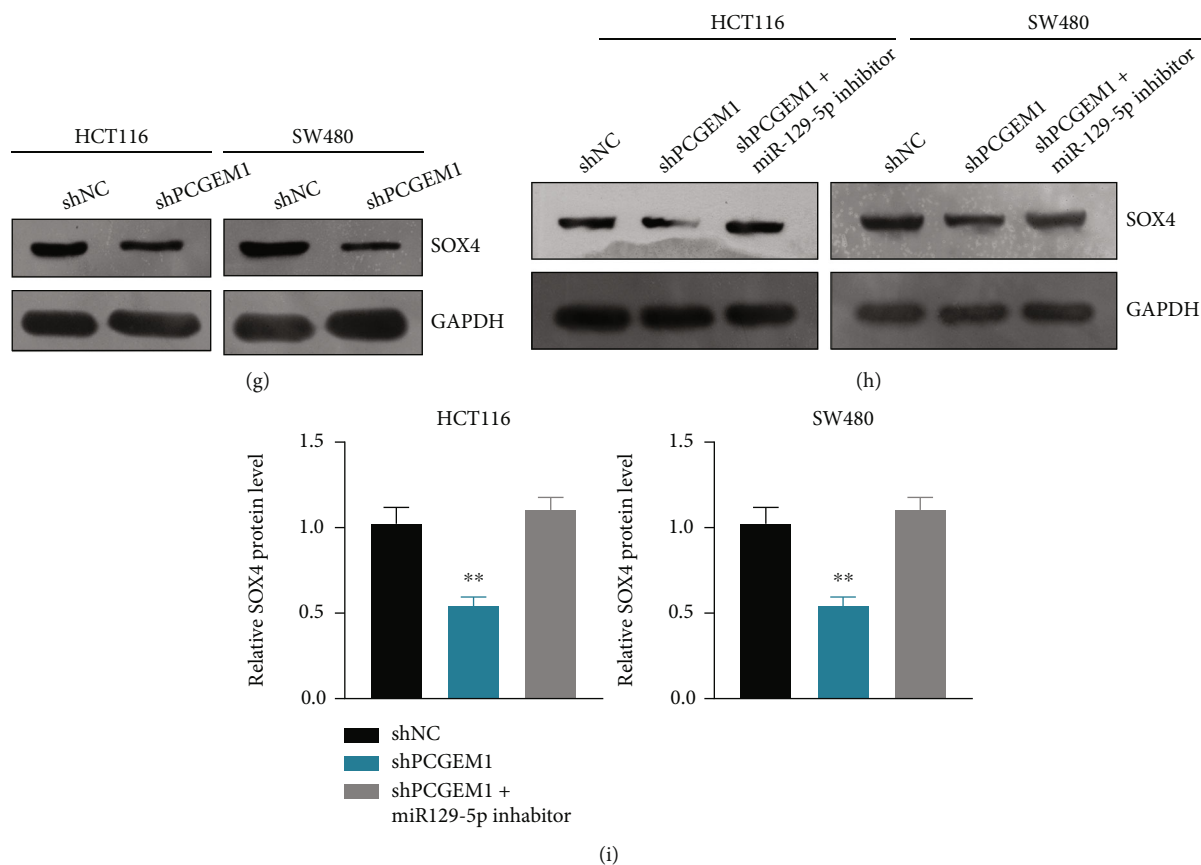 HCT116
SW480
shNC
shPCGEM1
shNC
shPCGEM1
SOX4
GAPDH
(g)
HCT116
SW480
shNC
shPCGEM1
shPCGEM1 +
miR-129-5p inhibitor
shNC
shPCGEM1
shPCGEM1 +
miR-129-5p inhibitor
SOX4
GAPDH
(h)
HCT116
Relative SOX4 protein level
1.5
1.0
0.5
0.0
**
SW480
Relative SOX4 protein level
1.5
1.0
0.5
0.0
**
shNC
shPCGEM1
shPCGEM1 +
miR129-5p inhabitor
(i)